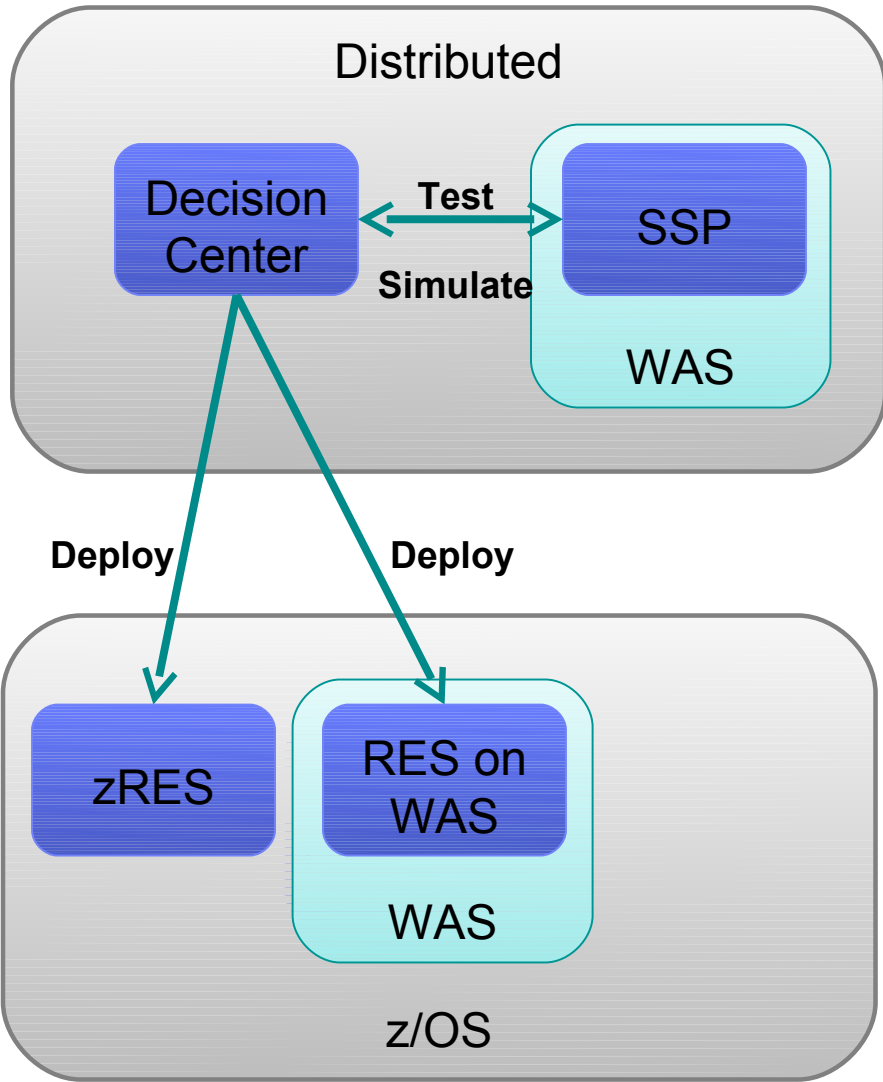 Distributed
Decision
Center
Test
Simulate
SSP
WAS
Deploy
Deploy
zRES
RES on
WAS
WAS
z/OS